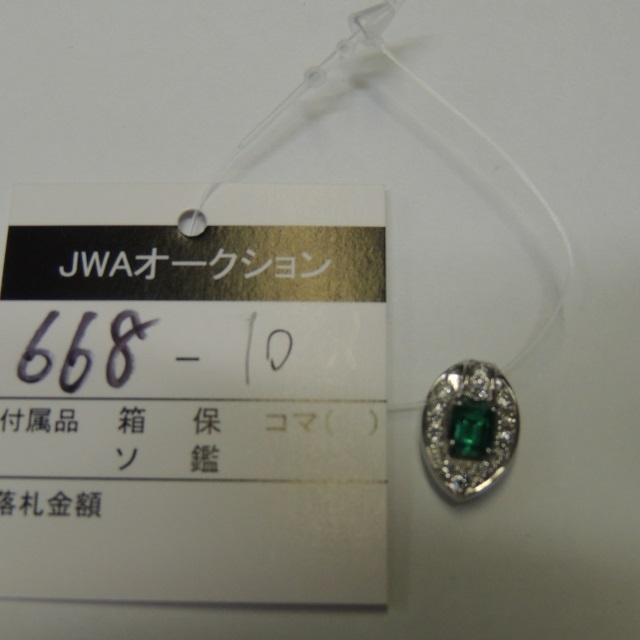 JWAオークション
668-10
付属品 箱 保 コマ( )
ソ 鑑
落札金額